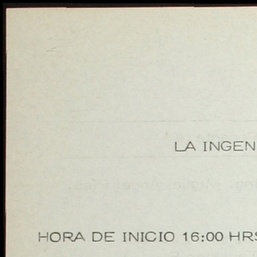 LA INGEN
HORA DE INICIO 16:00 HRS